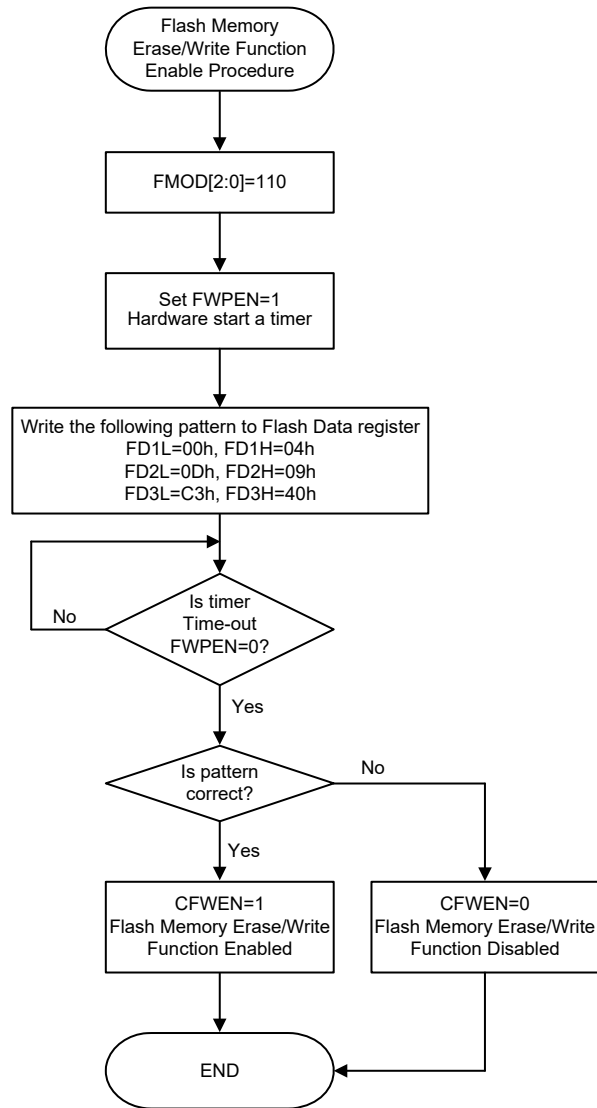 Flash Memory
Erase/Write Function
Enable Procedure
FMOD[2:0]=110
Set FWPEN=1
Hardware start a timer
Write the following pattern to Flash Data register
FD1L=00h, FD1H=04h
FD2L=0Dh, FD2H=09h
FD3L=C3h, FD3H=40h
Is timer
Time-out
FWPEN=0?
No
Yes
Is pattern
correct?
No
Yes
CFWEN=1
Flash Memory Erase/Write
Function Enabled
CFWEN=0
Flash Memory Erase/Write
Function Disabled
END